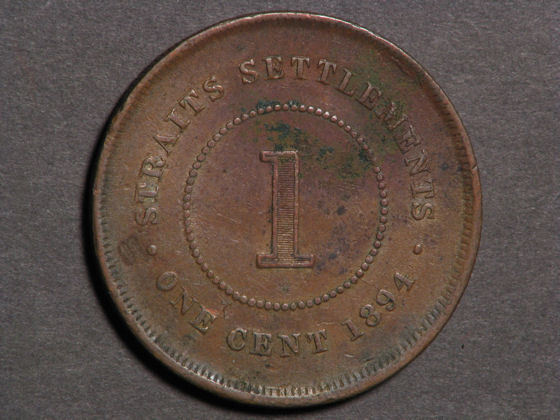 STRAITS SETTLEMENTS
1
ONE CENT 1894